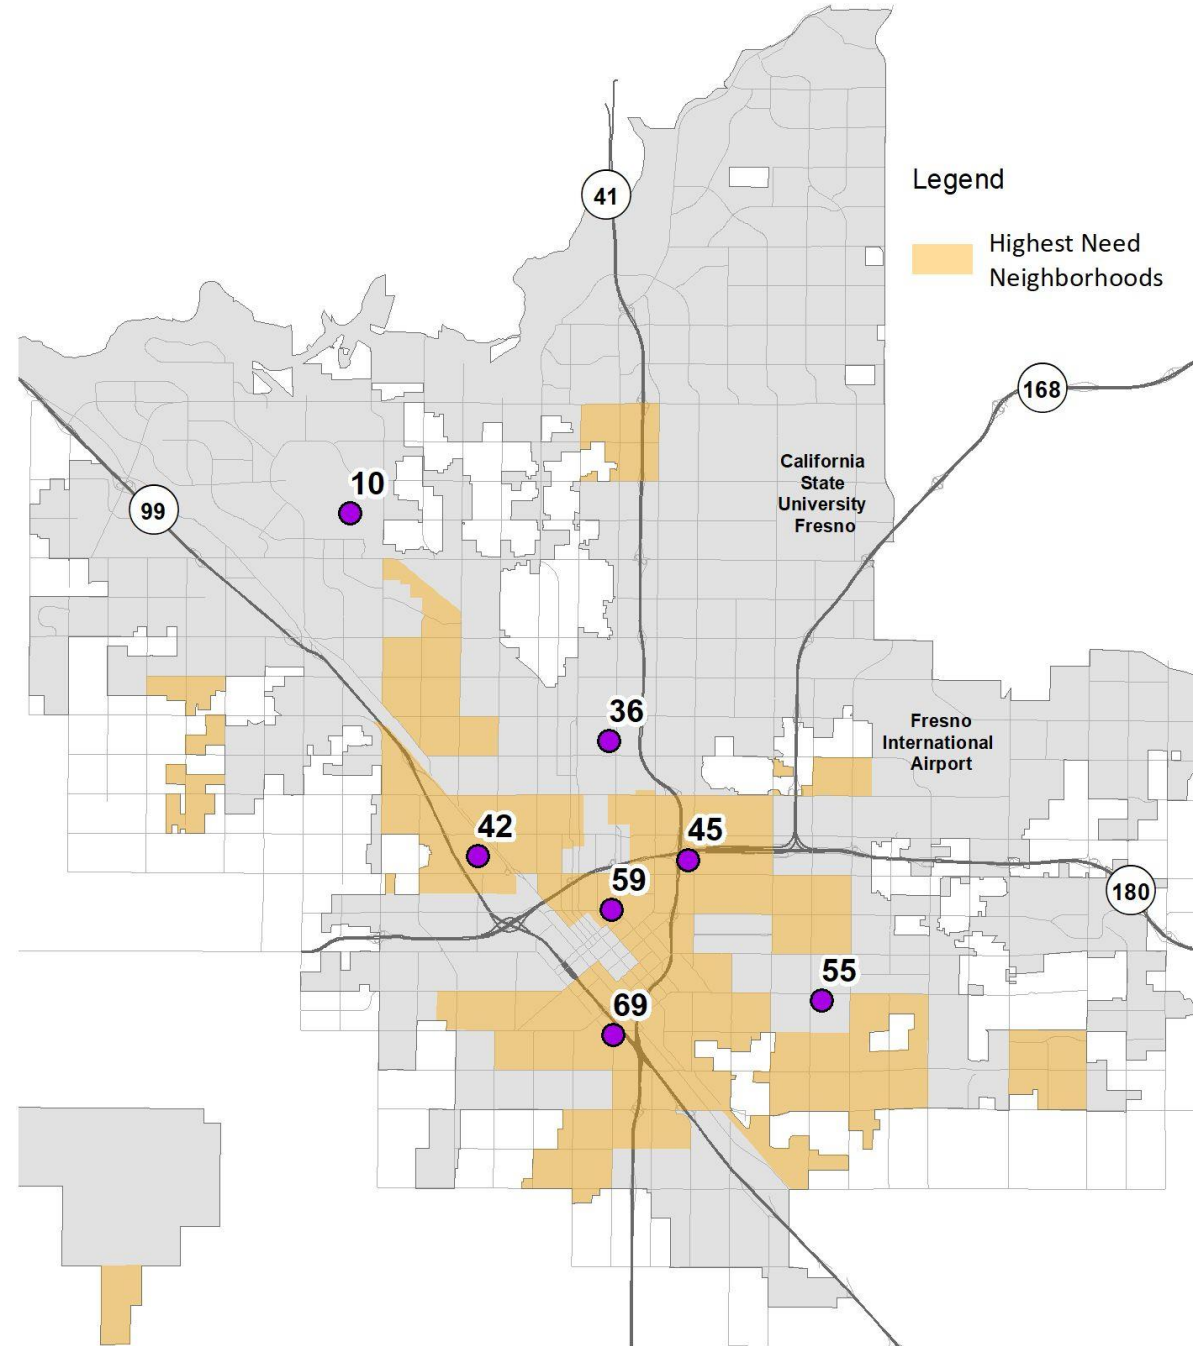 41
Legend
Highest Need
Neighborhoods
168
California
State
University
Fresno
10
99
36
Fresno
International
Airport
42
45
59
180
55
69